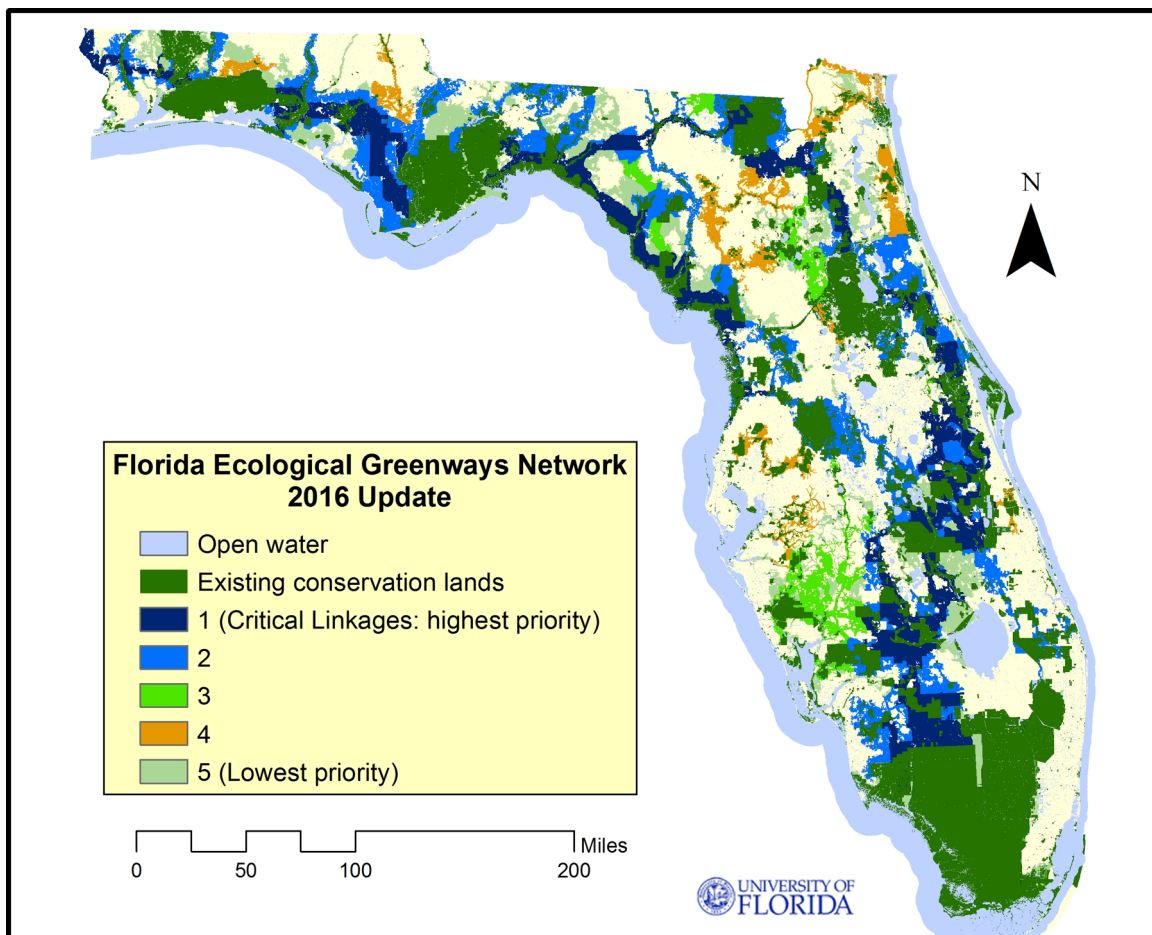 N
Florida Ecological Greenways Network
2016 Update
Open water
Existing conservation lands
1 (Critical Linkages: highest priority)
2
3
4
5 (Lowest priority)
Miles
0 50 100 200
UNIVERSITY OF
FLORIDA